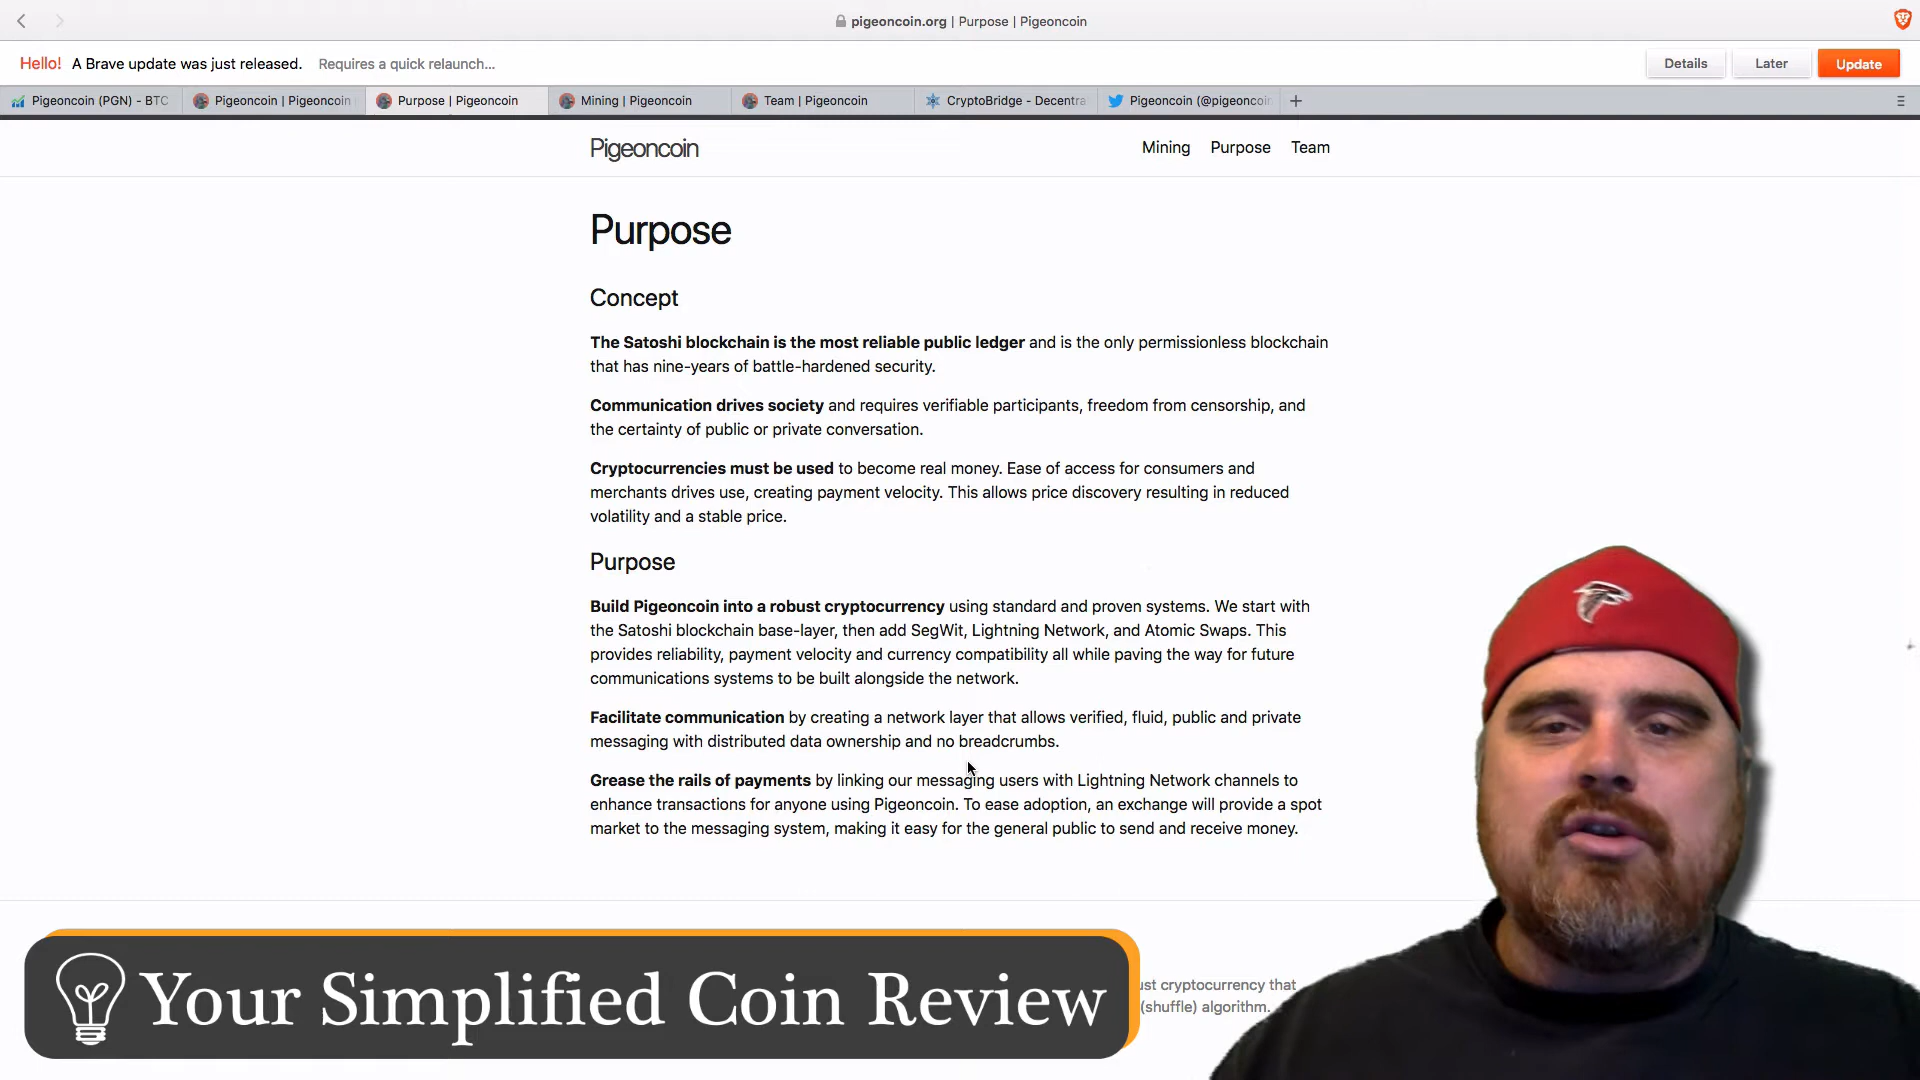 pigeoncoin.org | Purpose | Pigeoncoin
Hello! A Brave update was just released. Requires a quick relaunch... Details Later Update
Pigeoncoin (PGN) - BTC Pigeoncoin | Pigeoncoin Purpose | Pigeoncoin Mining | Pigeoncoin Team | Pigeoncoin CryptoBridge - Decentra Pigeoncoin (@pigeoncoin
Pigeoncoin Mining Purpose Team
Purpose
Concept
The Satoshi blockchain is the most reliable public ledger and is the only permissionless blockchain
that has nine-years of battle-hardened security.
Communication drives society and requires verifiable participants, freedom from censorship, and
the certainty of public or private conversation.
Cryptocurrencies must be used to become real money. Ease of access for consumers and
merchants drives use, creating payment velocity. This allows price discovery resulting in reduced
volatility and a stable price.
Purpose
Build Pigeoncoin into a robust cryptocurrency using standard and proven systems. We start with
the Satoshi blockchain base-layer, then add SegWit, Lightning Network, and Atomic Swaps. This
provides reliability, payment velocity and currency compatibility all while paving the way for future
communications systems to be built alongside the network.
Facilitate communication by creating a network layer that allows verified, fluid, public and private
messaging with distributed data ownership and no breadcrumbs.
Grease the rails of payments by linking our messaging users with Lightning Network channels to
enhance transactions for anyone using Pigeoncoin. To ease adoption, an exchange will provide a spot
market to the messaging system, making it easy for the general public to send and receive money.
ust cryptocurrency that
(shuffle) algorithm.
Your Simplified Coin Review